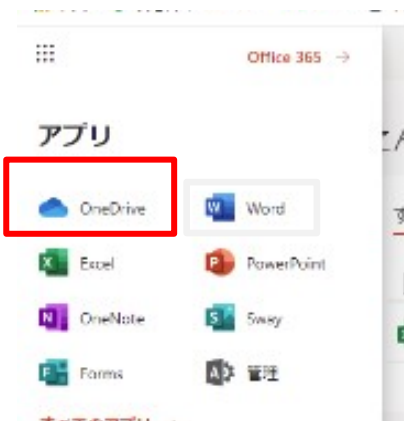 Office 365 →
アプリ
OneDrive Word
Excel PowerPoint
OneNote Sway
Forms 管理